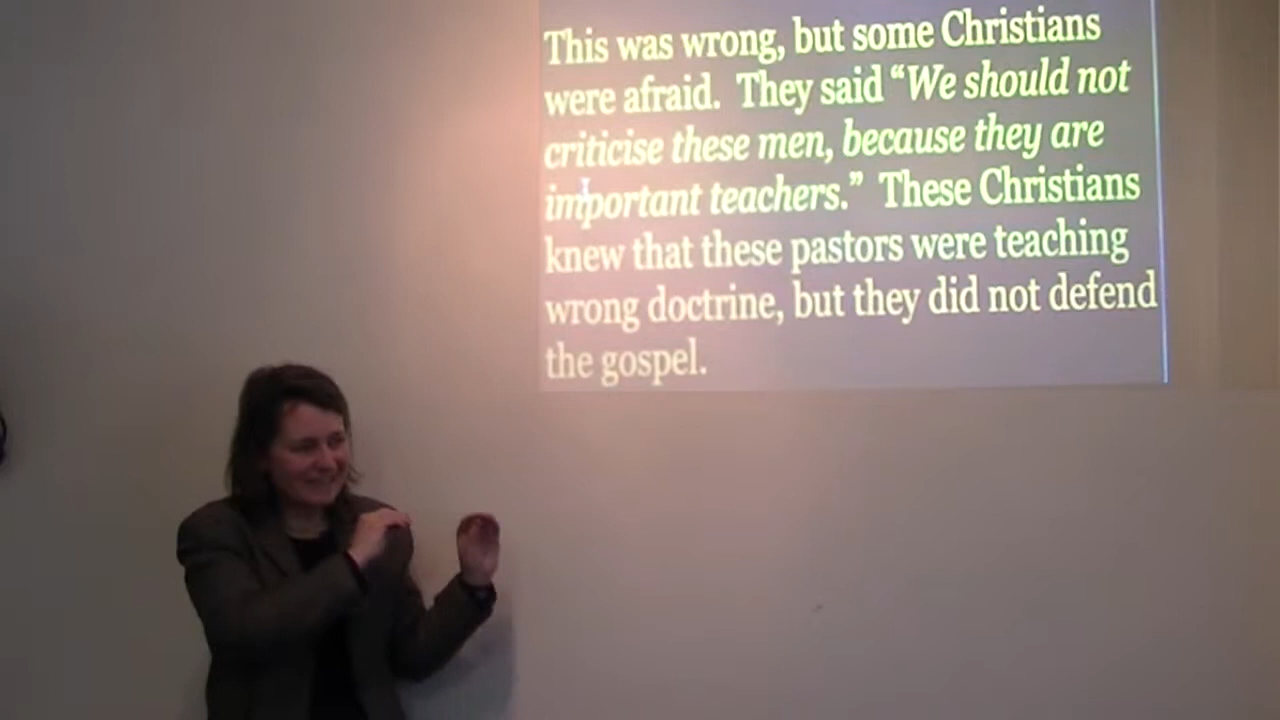 This was wrong, but some Christians
were afraid. They said “We should not
criticise these men, because they are
important teachers.” These Christians
knew that these pastors were teaching
wrong doctrine, but they did not defend
the gospel.